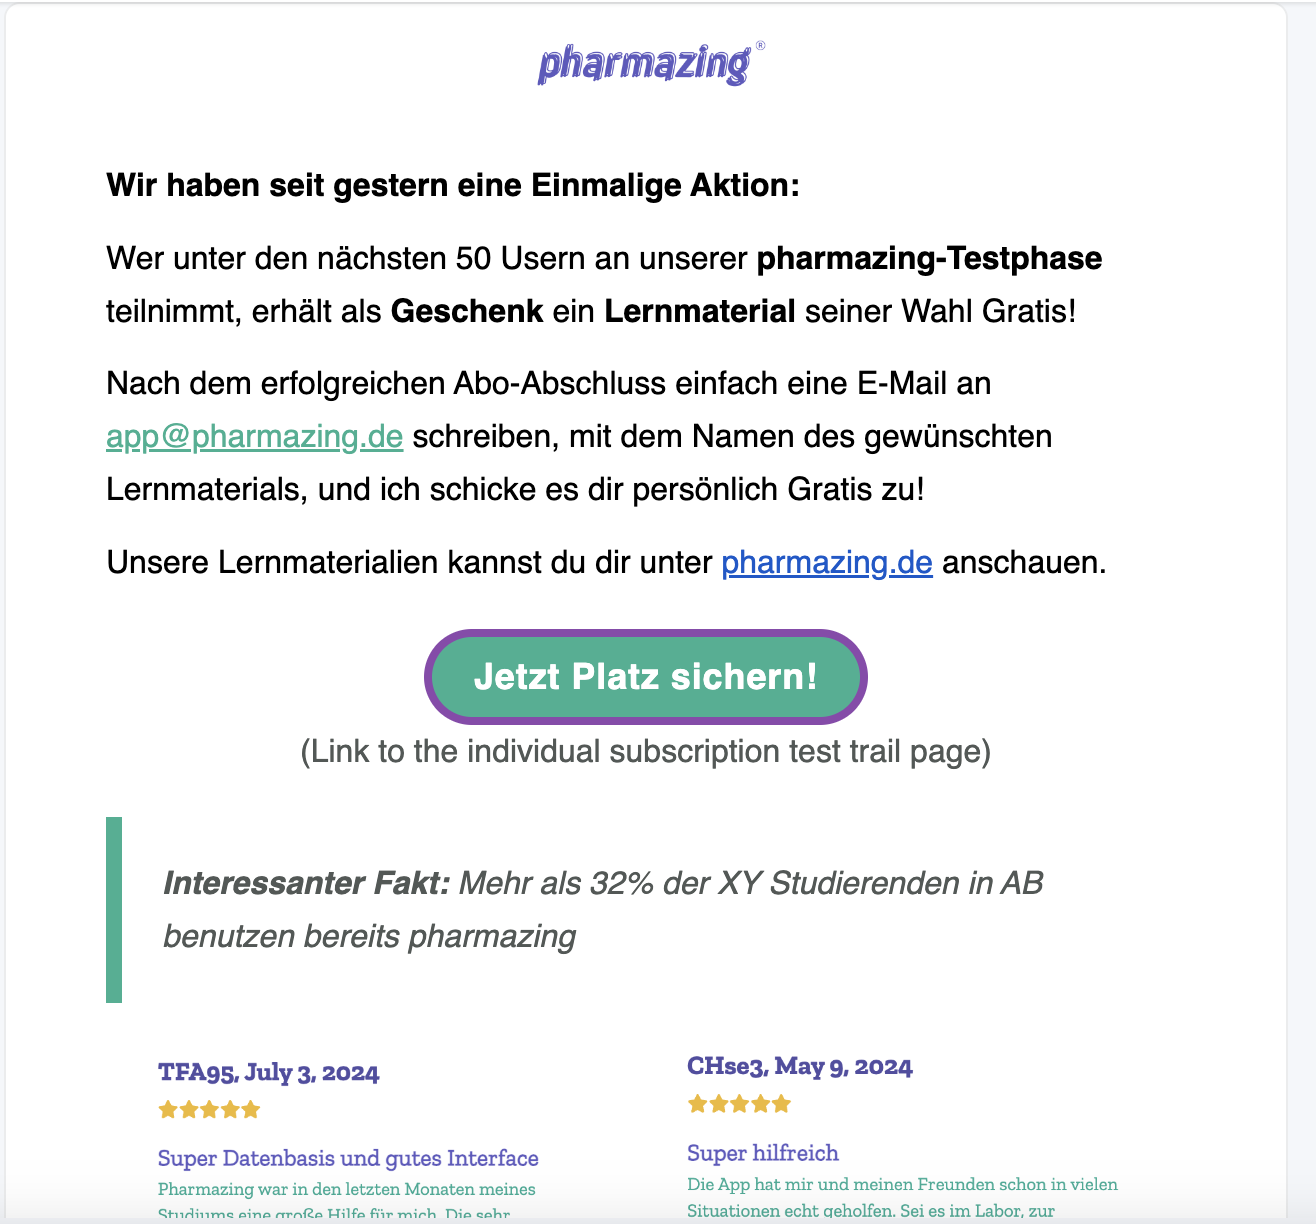 pharmazing®
Wir haben seit gestern eine Einmalige Aktion:
Wer unter den nächsten 50 Usern an unserer pharmazing-Testphase
teilnimmt, erhält als Geschenk ein Lernmaterial seiner Wahl Gratis!
Nach dem erfolgreichen Abo-Abschluss einfach eine E-Mail an
app@pharmazing.de schreiben, mit dem Namen des gewünschten
Lernmaterials, und ich schicke es dir persönlich Gratis zu!
Unsere Lernmaterialien kannst du dir unter pharmazing.de anschauen.
Jetzt Platz sichern!
(Link to the individual subscription test trail page)
Interessanter Fakt: Mehr als 32% der XY Studierenden in AB
benutzen bereits pharmazing
TFA95, July 3, 2024
Super Datenbasis und gutes Interface
Pharmazing war in den letzten Monaten meines
Studiums eine große Hilfe für mich. Die sehr
CHse3, May 9, 2024
Super hilfreich
Die App hat mir und meinen Freunden schon in vielen
Situationen echt geholfen. Sei es im Labor, zur